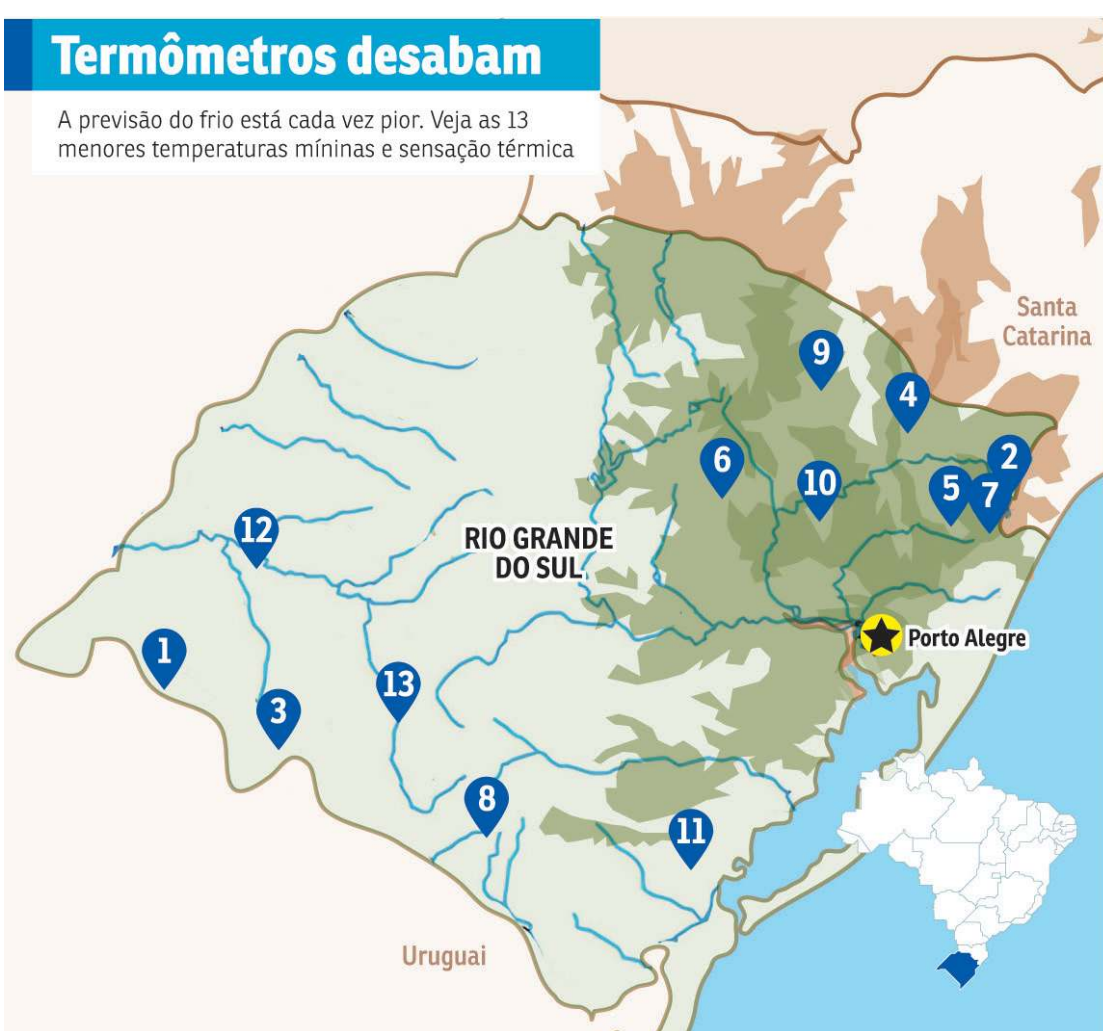 Termômetros desabam
A previsão do frio está cada vez pior. Veja as 13
menores temperaturas míninas e sensação térmica
Santa
Catarina
9
4
2
6
10
5
7
12
RIO GRANDE
DO SUL
Porto Alegre
1
13
3
8
11
Uruguai